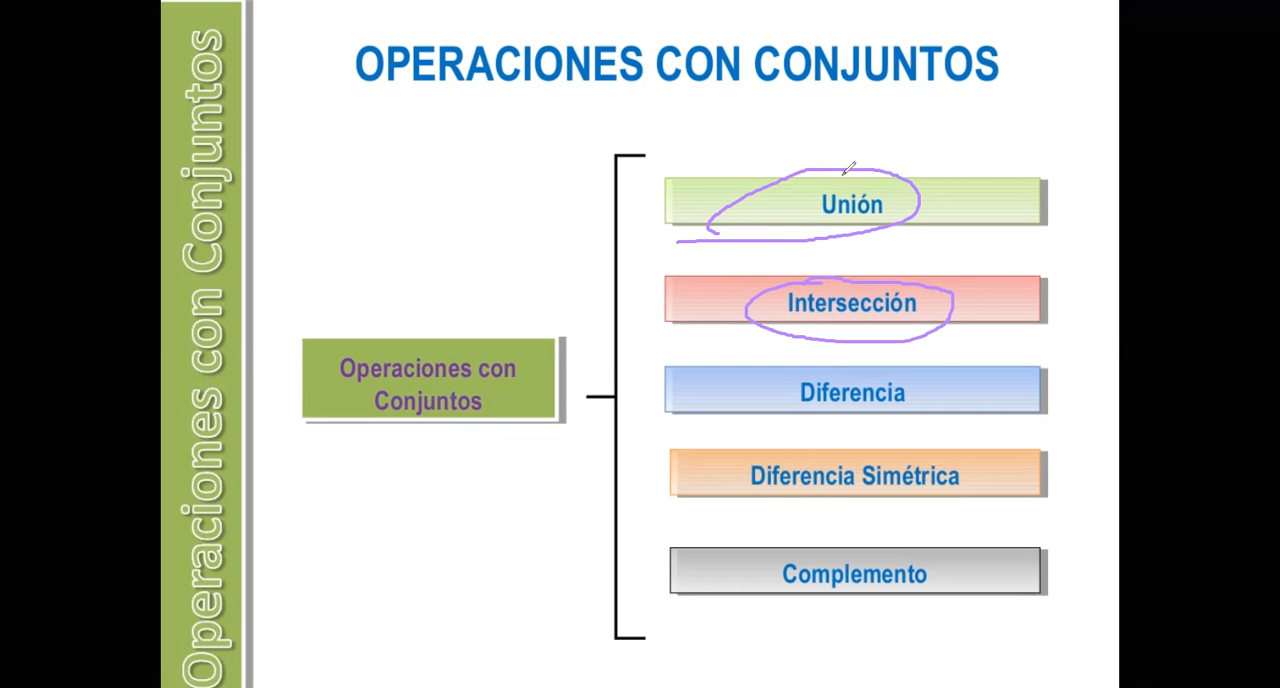 Operaciones con Conjuntos
OPERACIONES CON CONJUNTOS
Operaciones con
Conjuntos
Unión
Intersección
Diferencia
Diferencia Simétrica
Complemento